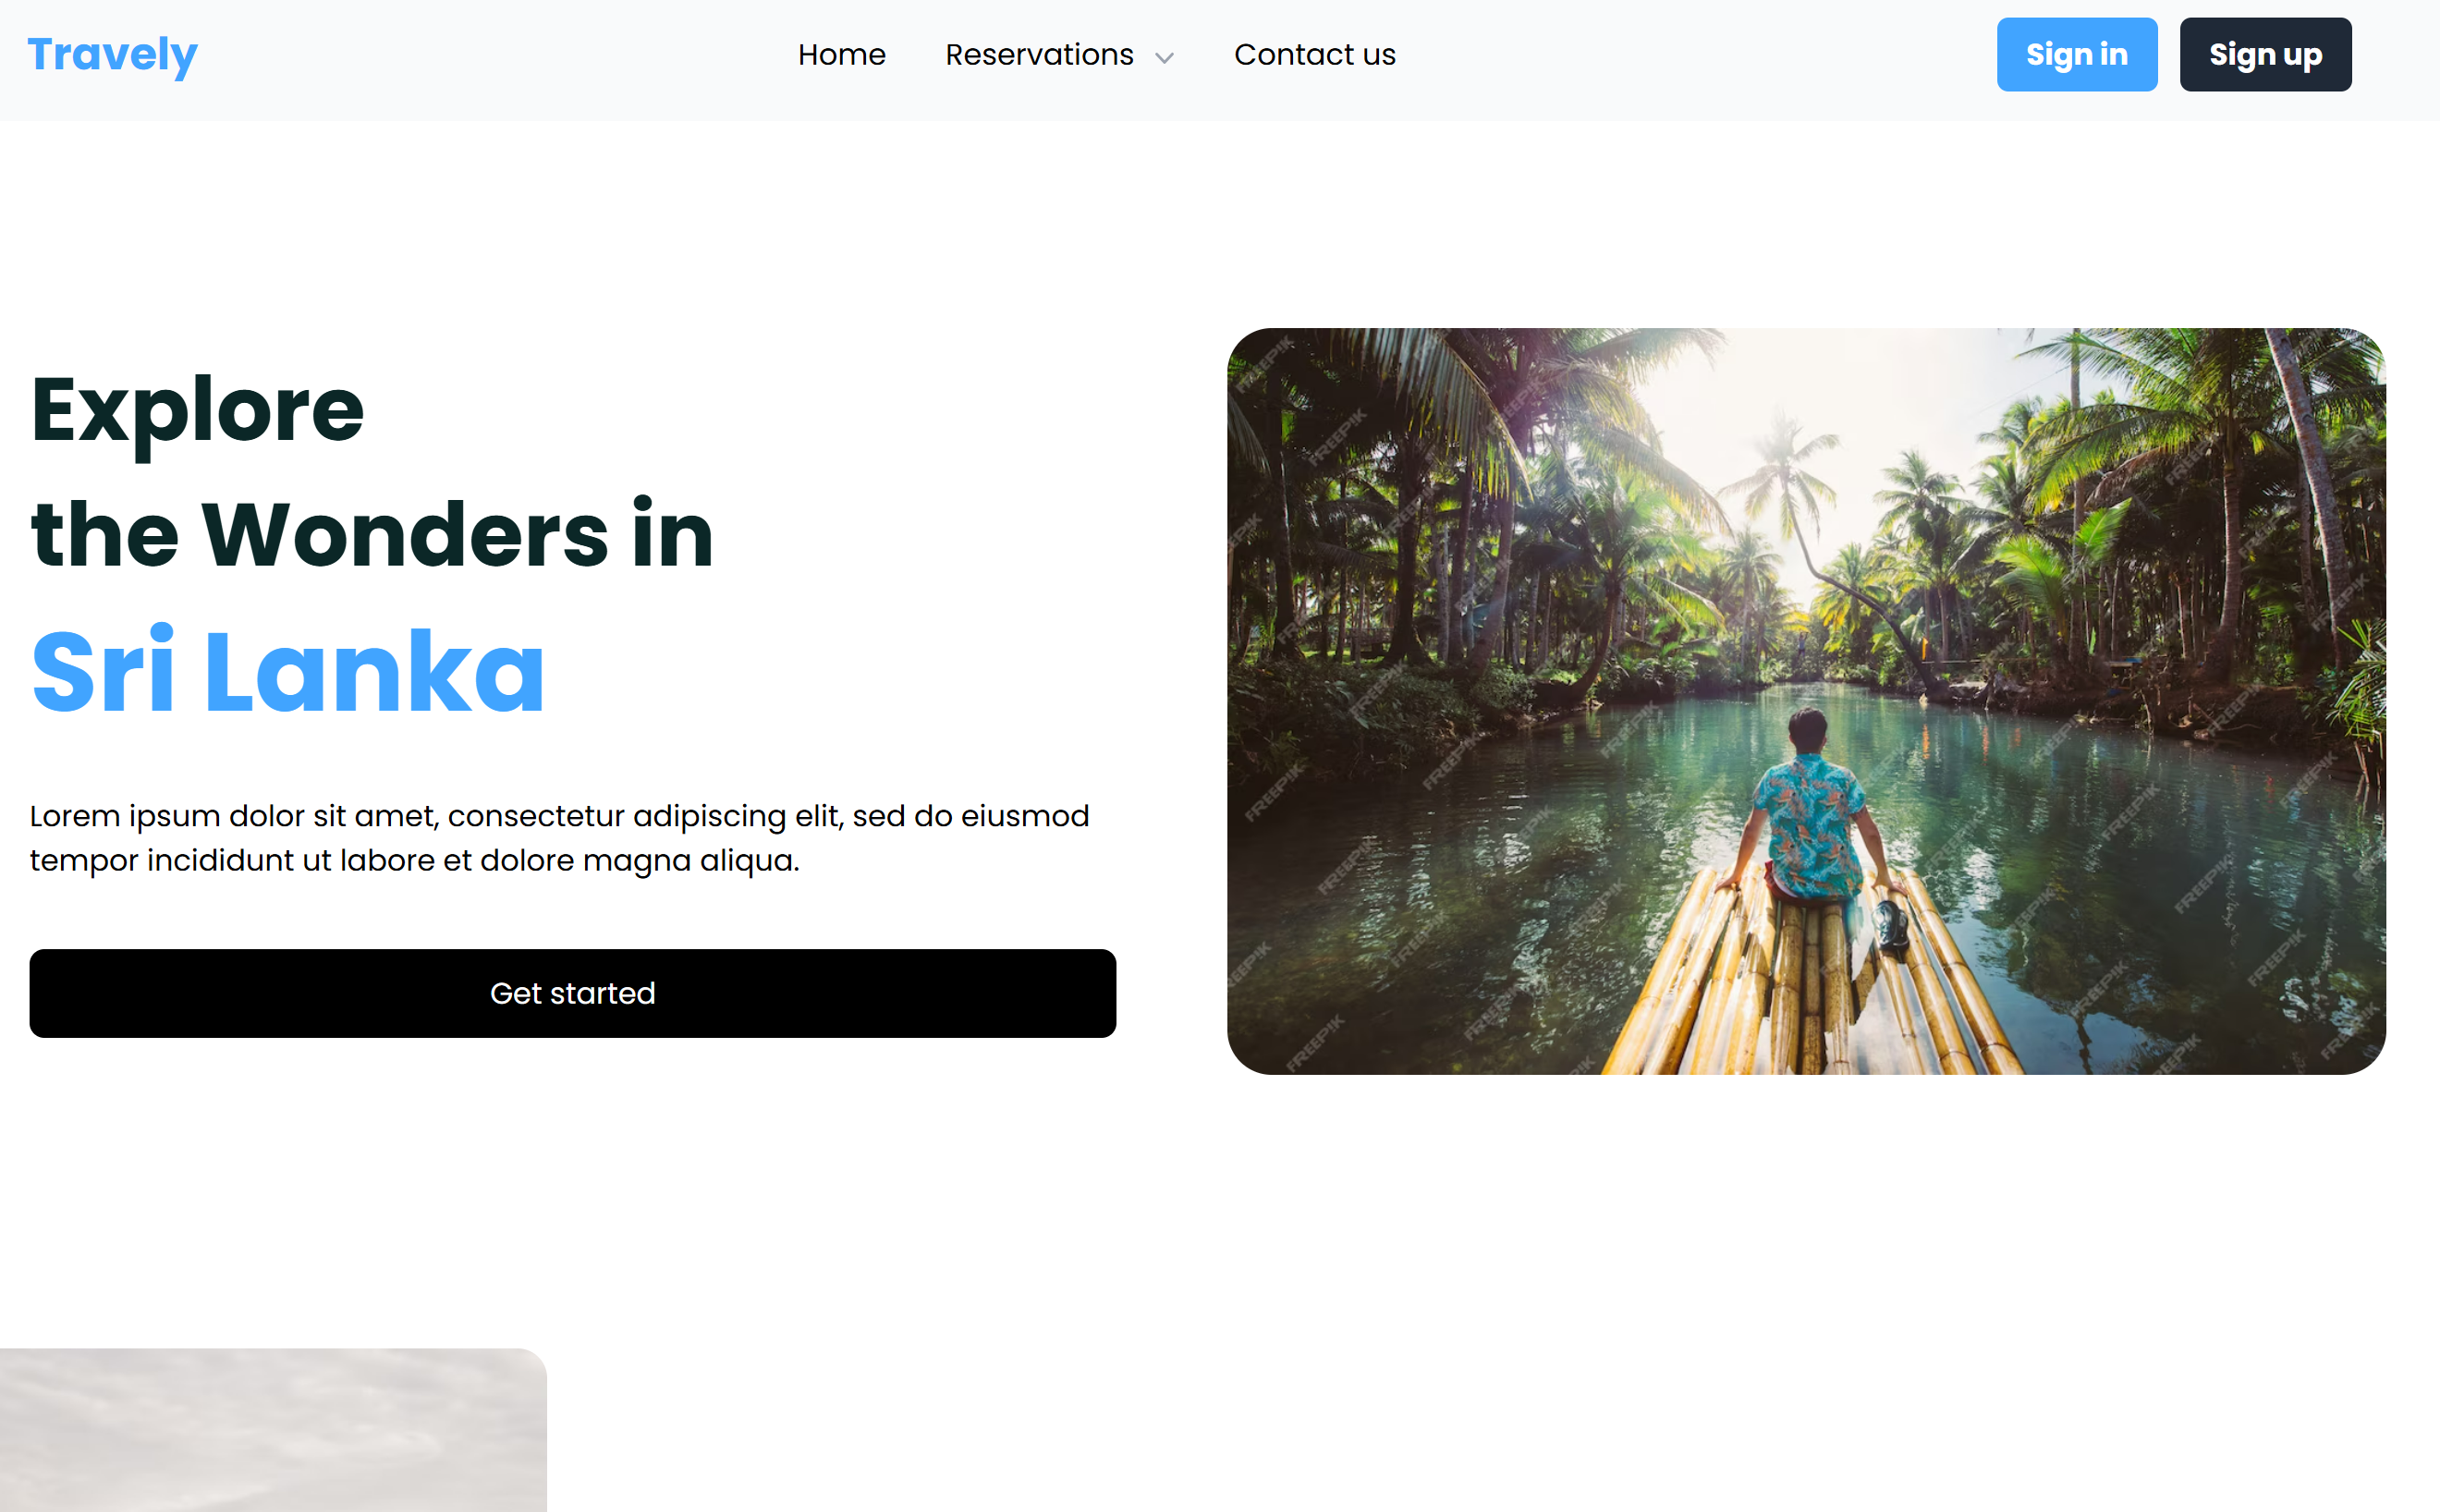 Travely
Home
Reservations
Contact us
Sign in
Sign up
Explore
the Wonders in
Sri Lanka
Lorem ipsum dolor sit amet, consectetur adipiscing elit, sed do eiusmod
tempor incididunt ut labore et dolore magna aliqua.
Get started
FREEPIK